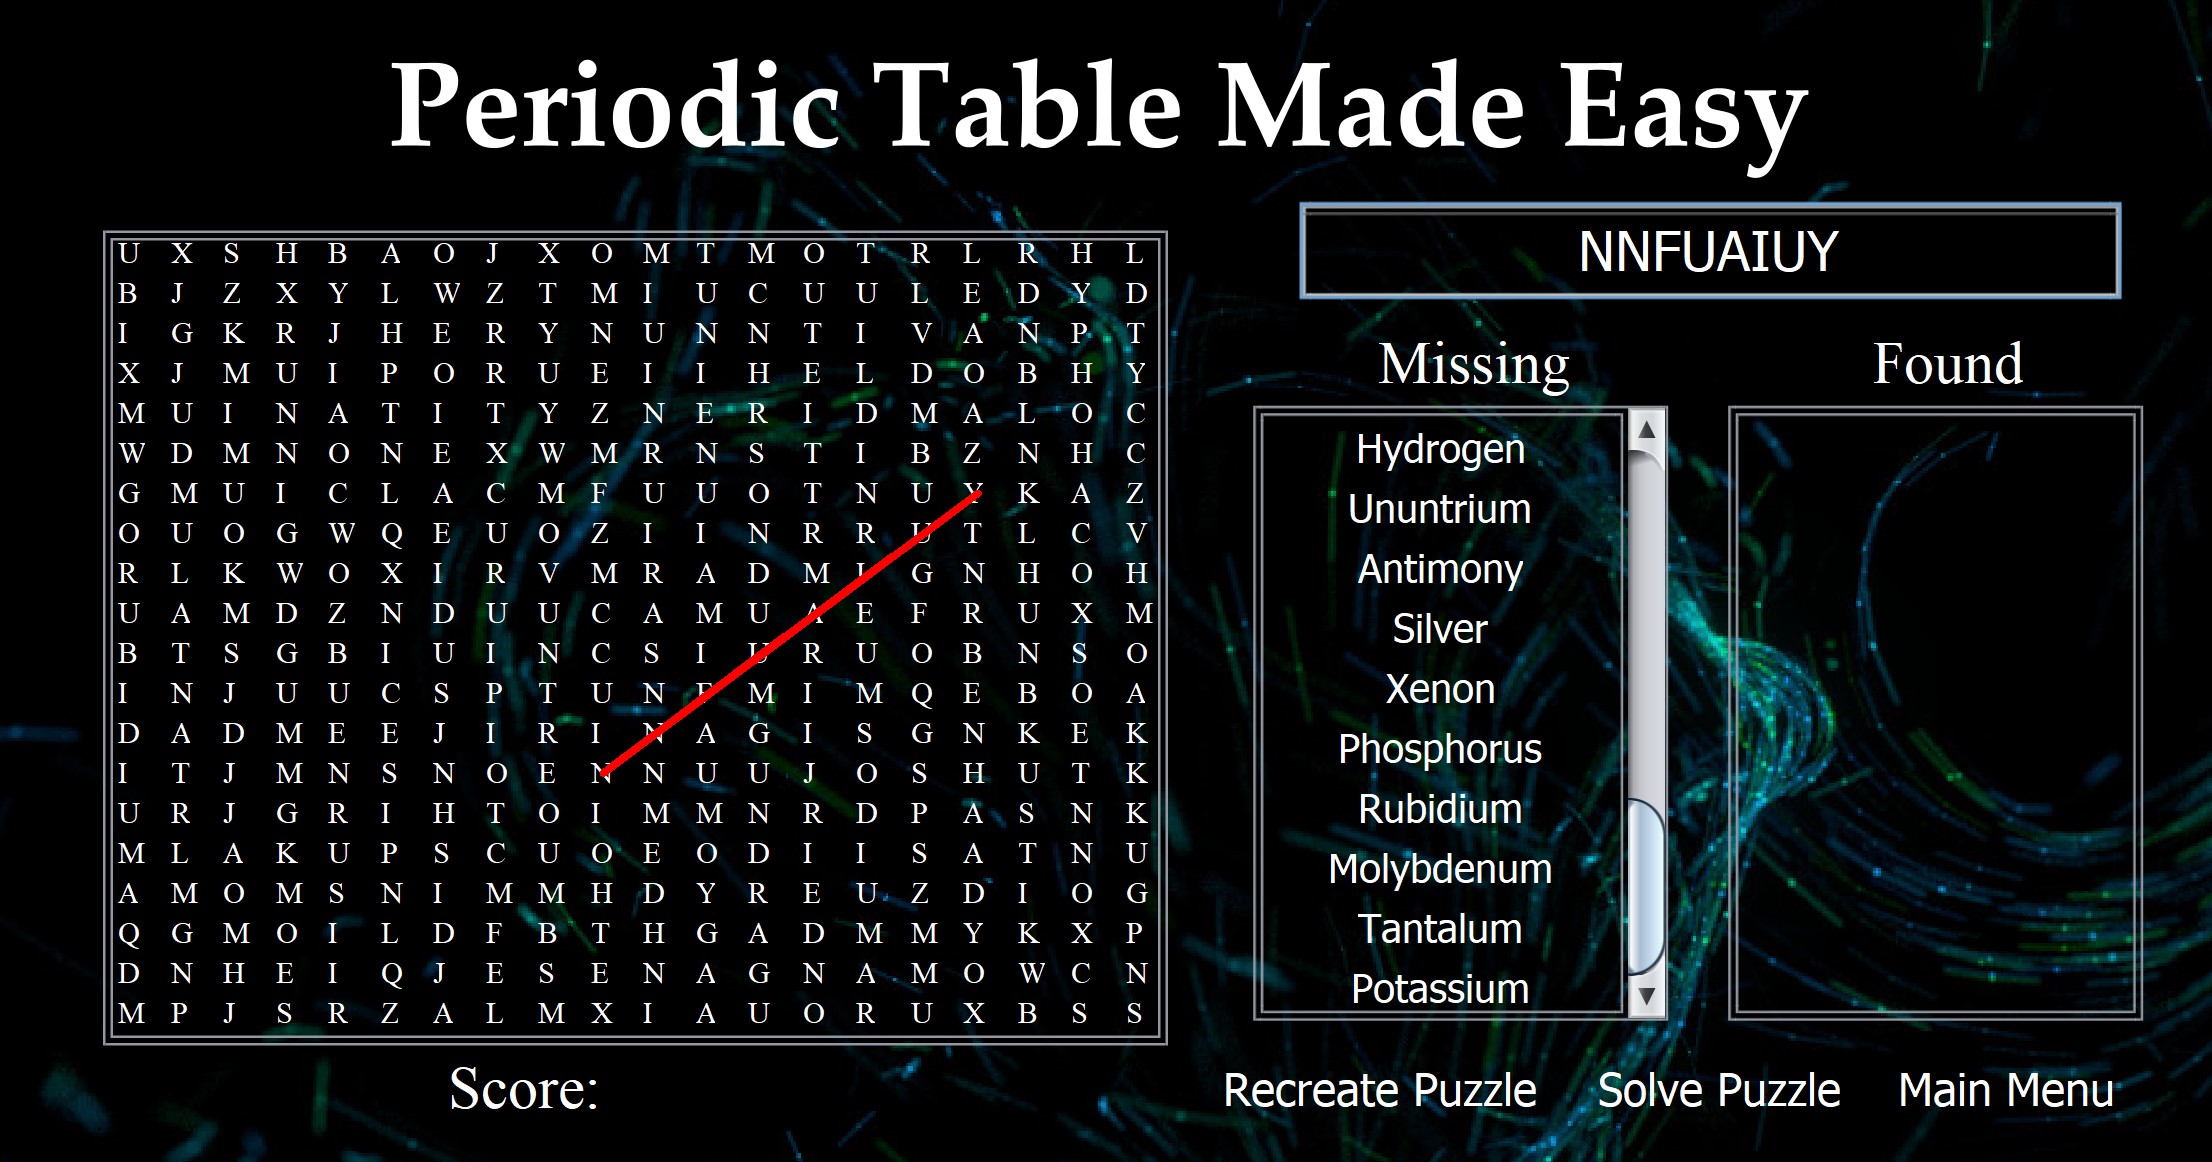 Periodic Table Made Easy
NNFUAIUY
Missing
Found
U X S H B A O J X O M T M O T R L R H L
B J Z X Y L W Z T M I U C U U L E D Y D
I G K R J H E R Y N U N N T I V A N P T
X J M U I P O R U E I I H E L D O B H Y
M U I N A T I T Y Z N E R I D M A L O C
W D M N O N E X W M R N S T I B Z N H C
G M U I C L A C M F U U O T N U Y K A Z
O U O G W Q E U O Z I I N R R U T L C V
R L K W O X I R V M R A D M I G N H O H
U A M D Z N D U U C A M U A E F R U X M
B T S G B I U I N C S I U R U O B N S O
I N J U U C S P T U N F M I M Q E B O A
D A D M E E J I R I N A G I S G N K E K
I T J M N S N O E N N U U J O S H U T K
U R J G R I H T O I M M N R D P A S N K
M L A K U P S C U O E O D I I S A T N U
A M O M S N I M M H D Y R E U Z D I O G
Q G M O I L D F B T H G A D M M Y K X P
D N H E I Q J E S E N A G N A M O W C N
M P J S R Z A L M X I A U O R U X B S S
Hydrogen
Ununtrium
Antimony
Silver
Xenon
Phosphorus
Rubidium
Molybdenum
Tantalum
Potassium
Score:
Recreate Puzzle
Solve Puzzle
Main Menu